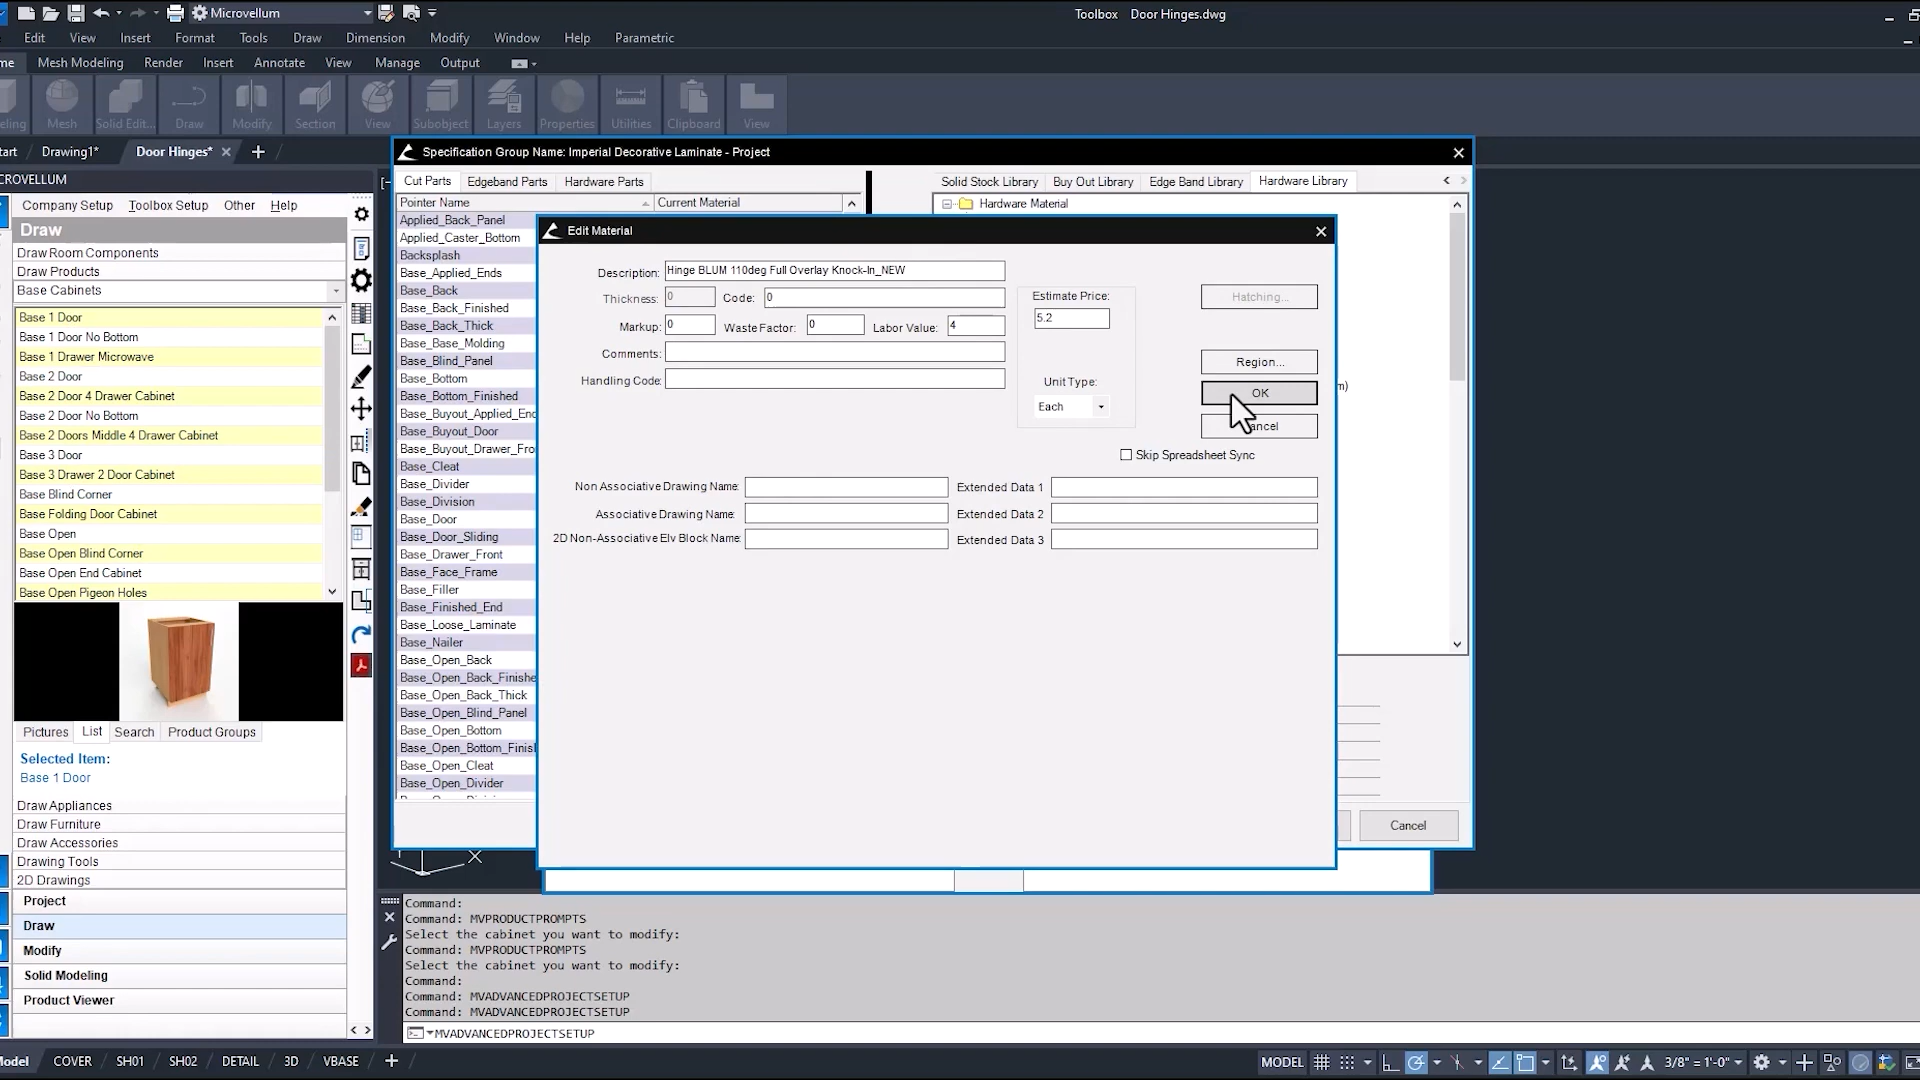 Microvellum
Toolbox Door Hinges.dwg
Edit View Insert Format Tools Draw Dimension Modify Window Help Parametric
me Mesh Modeling Render Insert Annotate View Manage Output
eling Mesh Solid Edit... Draw Modify Section View Subobject Layers Properties Utilities Clipboard View
tart Drawing1* Door Hinges*
CROVELLUM
Company Setup Toolbox Setup Other Help
Draw
Draw Room Components
Draw Products
Base Cabinets
Base 1 Door
Base 1 Door No Bottom
Base 1 Drawer Microwave
Base 2 Door
Base 2 Door 4 Drawer Cabinet
Base 2 Door No Bottom
Base 2 Doors Middle 4 Drawer Cabinet
Base 3 Door
Base 3 Drawer 2 Door Cabinet
Base Blind Corner
Base Folding Door Cabinet
Base Open
Base Open Blind Corner
Base Open End Cabinet
Base Open Pigeon Holes
Pictures List Search Product Groups
Selected Item:
Base 1 Door
Draw Appliances
Draw Furniture
Draw Accessories
Drawing Tools
2D Drawings
Project
Draw
Modify
Solid Modeling
Product Viewer
Specification Group Name: Imperial Decorative Laminate - Project
Cut Parts Edgeband Parts Hardware Parts
Pointer Name Current Material
Applied_Back_Panel
Applied_Caster_Bottom
Backsplash
Base_Applied_Ends
Base_Back
Base_Back_Finished
Base_Back_Thick
Base_Base_Molding
Base_Blind_Panel
Base_Bottom
Base_Bottom_Finished
Base_Buyout_Applied_End
Base_Buyout_Door
Base_Buyout_Drawer_Fro
Base_Cleat
Base_Divider
Base_Division
Base_Door
Base_Door_Sliding
Base_Drawer_Front
Base_Face_Frame
Base_Filler
Base_Finished_End
Base_Loose_Laminate
Base_Nailer
Base_Open_Back
Base_Open_Back_Finishe
Base_Open_Back_Thick
Base_Open_Blind_Panel
Base_Open_Bottom
Base_Open_Bottom_Finisl
Base_Open_Cleat
Base_Open_Divider
Solid Stock Library Buy Out Library Edge Band Library Hardware Library
Hardware Material
m)
Cancel
Edit Material
Description: Hinge BLUM 110deg Full Overlay Knock-In_NEW
Thickness: 0 Code: 0
Markup: 0 Waste Factor: 0 Labor Value: 4
Comments:
Handling Code:
Estimate Price:
5.2
Unit Type:
Each
Hatching...
Region...
OK
ancel
Skip Spreadsheet Sync
Non Associative Drawing Name: Extended Data 1
Associative Drawing Name: Extended Data 2
2D Non-Associative Elv Block Name: Extended Data 3
Command:
Command: MVPRODUCTPROMPTS
Select the cabinet you want to modify:
Command: MVPRODUCTPROMPTS
Select the cabinet you want to modify:
Command:
Command: MVADVANCEDPROJECTSETUP
Command: MVADVANCEDPROJECTSETUP
MVADVANCEDPROJECTSETUP
Model COVER SH01 SH02 DETAIL 3D VBASE
MODEL 3/8" = 1'-0"